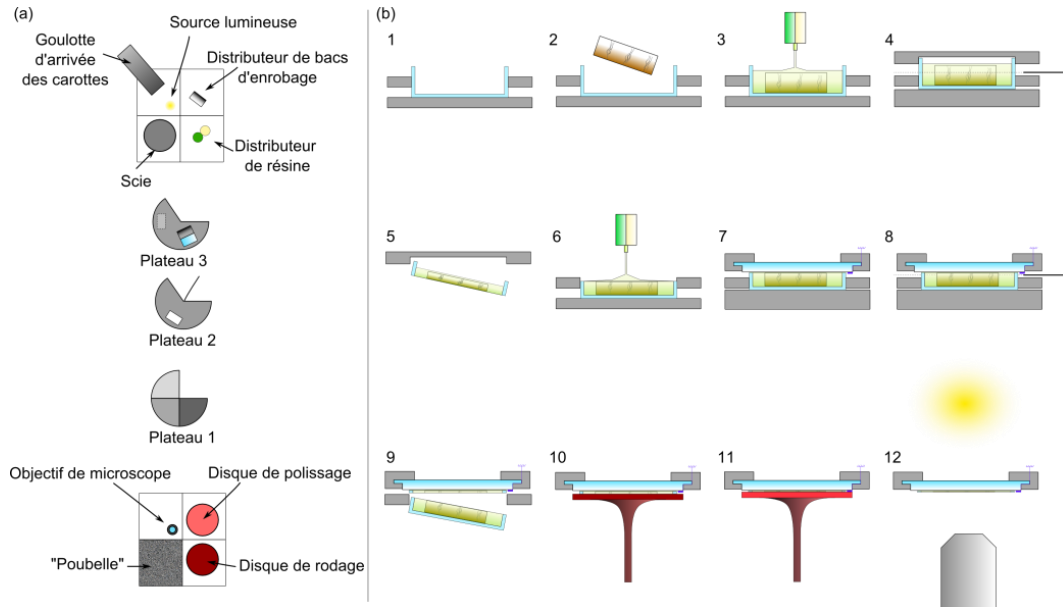 (a)
Source lumineuse
Goulotte
d'arrivée
des carottes
Distributeur de bacs
d'enrobage
Distributeur
de résine
Scie
Plateau 3
Plateau 2
Plateau 1
Objectif de microscope
Disque de polissage
"Poubelle"
Disque de rodage
(b)
1
2
3
4
5
6
7
8
9
10
11
12